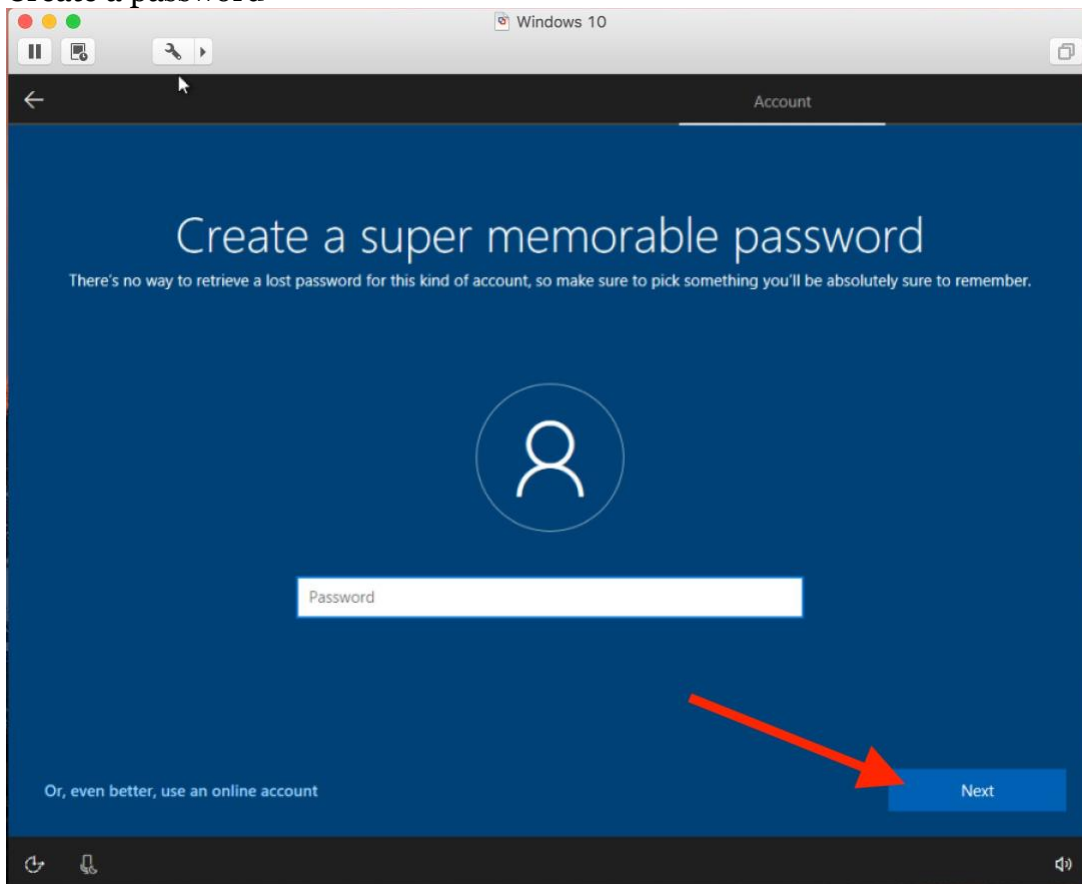 Create a password
Windows 10
Account
Create a super memorable password
There's no way to retrieve a lost password for this kind of account, so make sure to pick something you'll be absolutely sure to remember.
Password
Or, even better, use an online account
Next